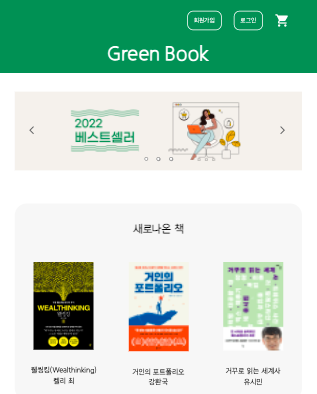 회원가입
로그인
Green Book
2022
베스트셀러
새로나온 책
WEALTHINKING
거인의
포트폴리오
거꾸로 읽는 세계사
웰씽킹(Wealthinking)
켈리 최
거인의 포트폴리오
강환국
거꾸로 읽는 세계사
유시민